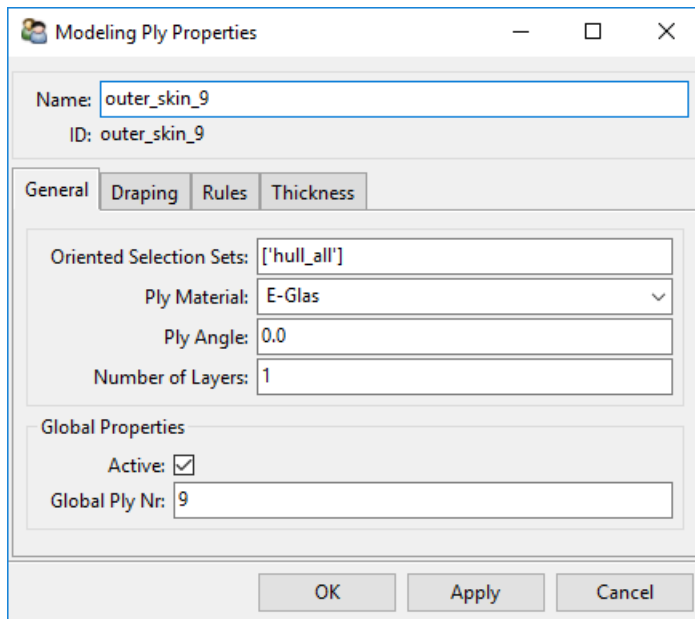 Modeling Ply Properties
Name: outer_skin_9
ID: outer_skin_9
General Draping Rules Thickness
Oriented Selection Sets: ['hull_all']
Ply Material: E-Glas
Ply Angle: 0.0
Number of Layers: 1
Global Properties
Active:
Global Ply Nr: 9
OK Apply Cancel